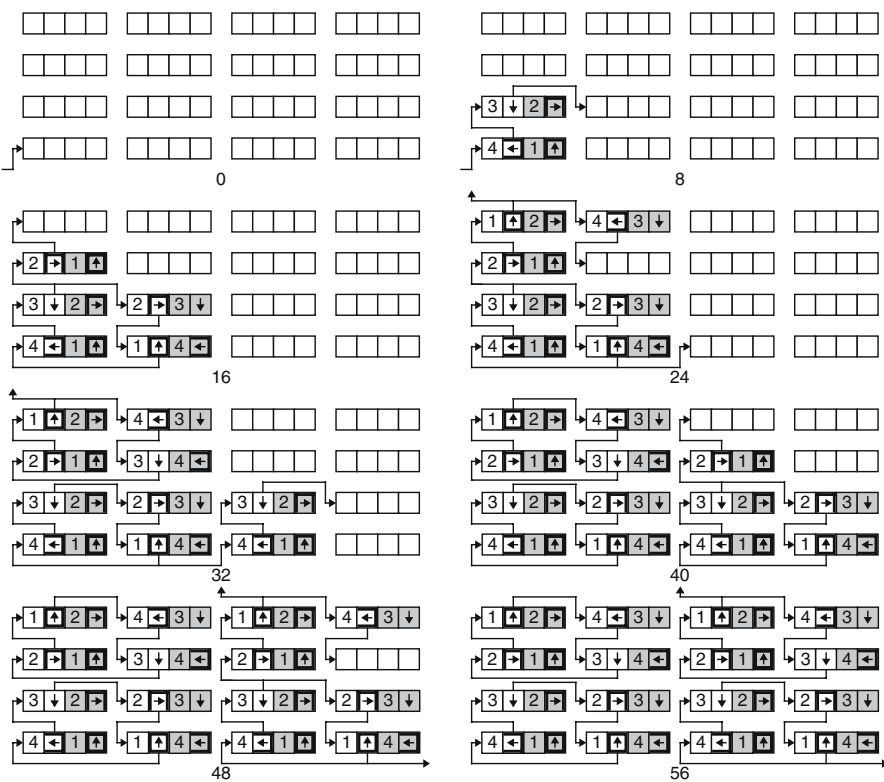 0
3 ↓ 2 →
4 ← 1 ↑
8
2 → 1 ↑
3 ↓ 2 → 2 → 3 ↓
4 ← 1 ↑ 1 ↑ 4 ←
16
1 ↑ 2 → 4 ← 3 ↓
2 → 1 ↑
3 ↓ 2 → 2 → 3 ↓
4 ← 1 ↑ 1 ↑ 4 ←
24
1 ↑ 2 → 4 ← 3 ↓
2 → 1 ↑ 3 ↓ 4 ←
3 ↓ 2 → 2 → 3 ↓ 3 ↓ 2 →
4 ← 1 ↑ 1 ↑ 4 ← 4 ← 1 ↑
32
1 ↑ 2 → 4 ← 3 ↓
2 → 1 ↑ 3 ↓ 4 ← 2 → 1 ↑
3 ↓ 2 → 2 → 3 ↓ 3 ↓ 2 → 2 → 3 ↓
4 ← 1 ↑ 1 ↑ 4 ← 4 ← 1 ↑ 1 ↑ 4 ←
40
1 ↑ 2 → 4 ← 3 ↓ 1 ↑ 2 → 4 ← 3 ↓
2 → 1 ↑ 3 ↓ 4 ← 2 → 1 ↑
3 ↓ 2 → 2 → 3 ↓ 3 ↓ 2 → 2 → 3 ↓
4 ← 1 ↑ 1 ↑ 4 ← 4 ← 1 ↑ 1 ↑ 4 ←
48
1 ↑ 2 → 4 ← 3 ↓ 1 ↑ 2 → 4 ← 3 ↓
2 → 1 ↑ 3 ↓ 4 ← 2 → 1 ↑ 3 ↓ 4 ←
3 ↓ 2 → 2 → 3 ↓ 3 ↓ 2 → 2 → 3 ↓
4 ← 1 ↑ 1 ↑ 4 ← 4 ← 1 ↑ 1 ↑ 4 ←
56